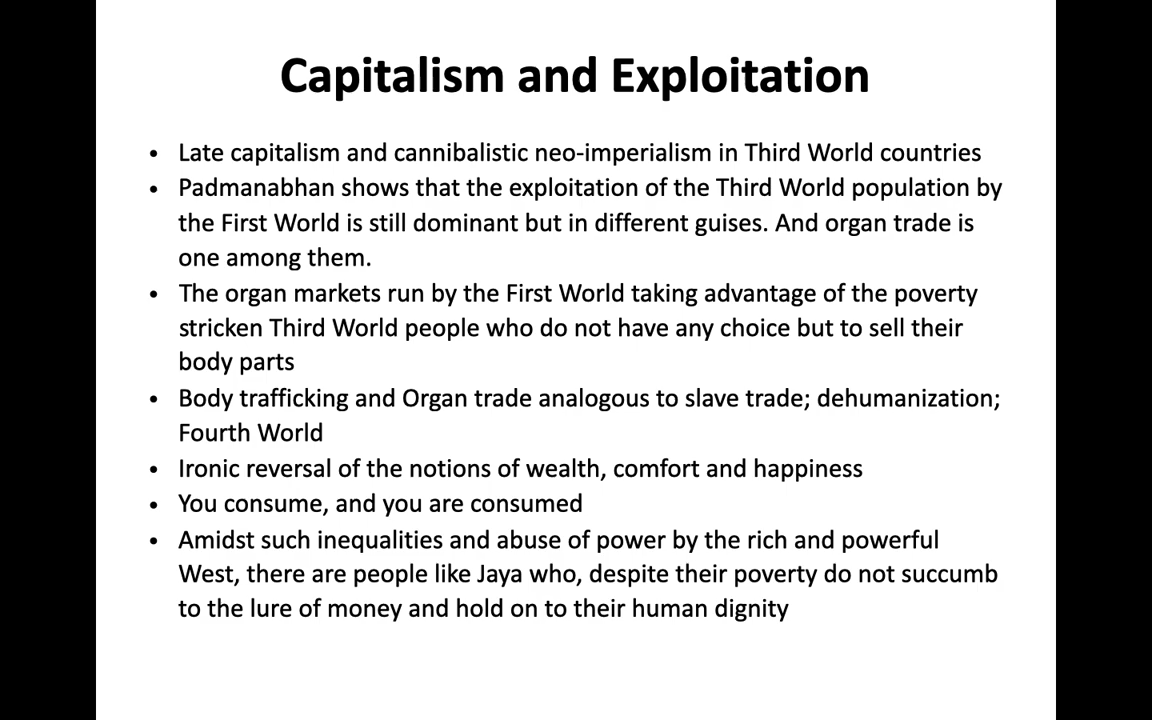 Capitalism and Exploitation
• Late capitalism and cannibalistic neo-imperialism in Third World countries
• Padmanabhan shows that the exploitation of the Third World population by
the First World is still dominant but in different guises. And organ trade is
one among them.
• The organ markets run by the First World taking advantage of the poverty
stricken Third World people who do not have any choice but to sell their
body parts
• Body trafficking and Organ trade analogous to slave trade; dehumanization;
Fourth World
• Ironic reversal of the notions of wealth, comfort and happiness
• You consume, and you are consumed
• Amidst such inequalities and abuse of power by the rich and powerful
West, there are people like Jaya who, despite their poverty do not succumb
to the lure of money and hold on to their human dignity